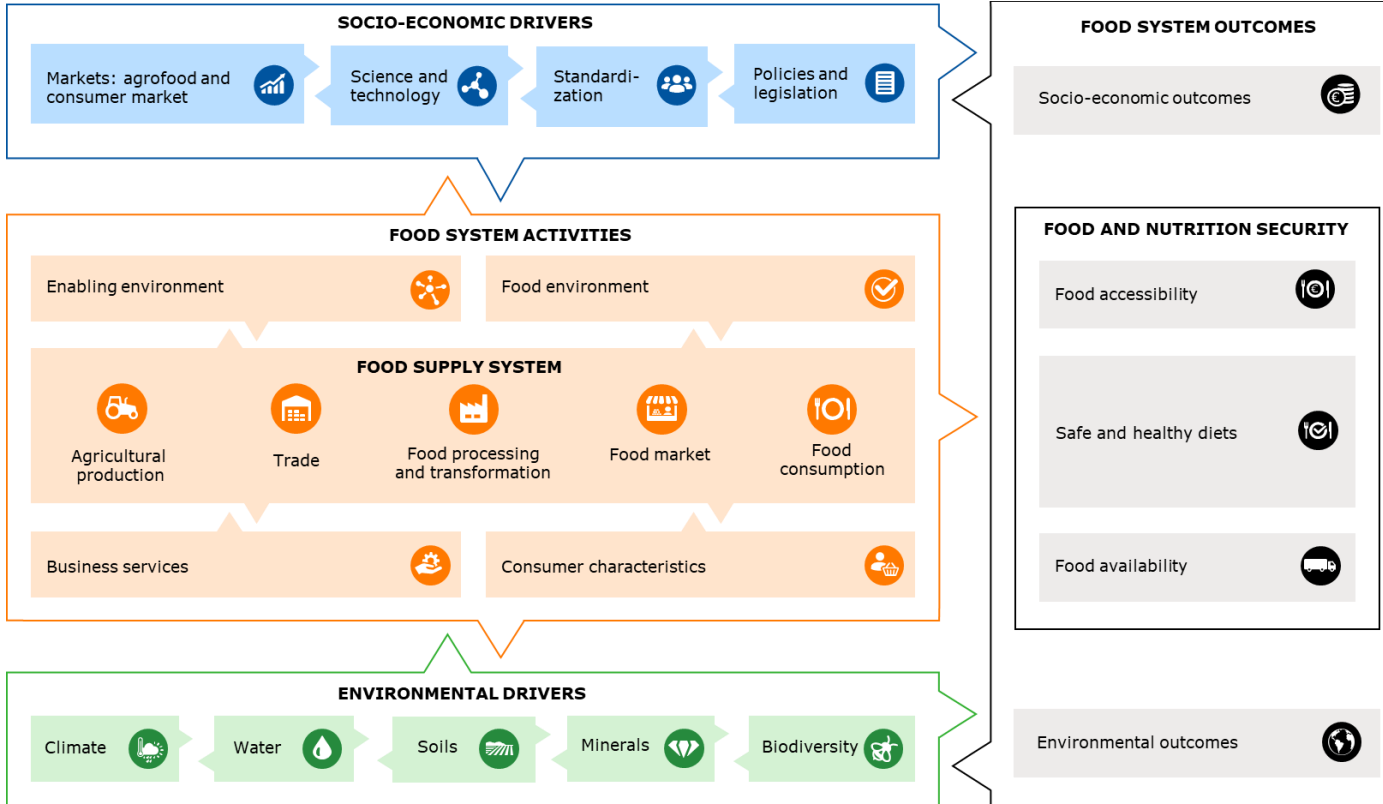 SOCIO-ECONOMIC DRIVERS
Markets: agrofood and
consumer market
Science and
technology
Standardi-
zation
Policies and
legislation
FOOD SYSTEM ACTIVITIES
Enabling environment
Food environment
FOOD SUPPLY SYSTEM
Agricultural
production
Trade
Food processing
and transformation
Food market
Food
consumption
Business services
Consumer characteristics
ENVIRONMENTAL DRIVERS
Climate
Water
Soils
Minerals
Biodiversity
FOOD SYSTEM OUTCOMES
Socio-economic outcomes
€
FOOD AND NUTRITION SECURITY
Food accessibility
€
Safe and healthy diets
Food availability
Environmental outcomes